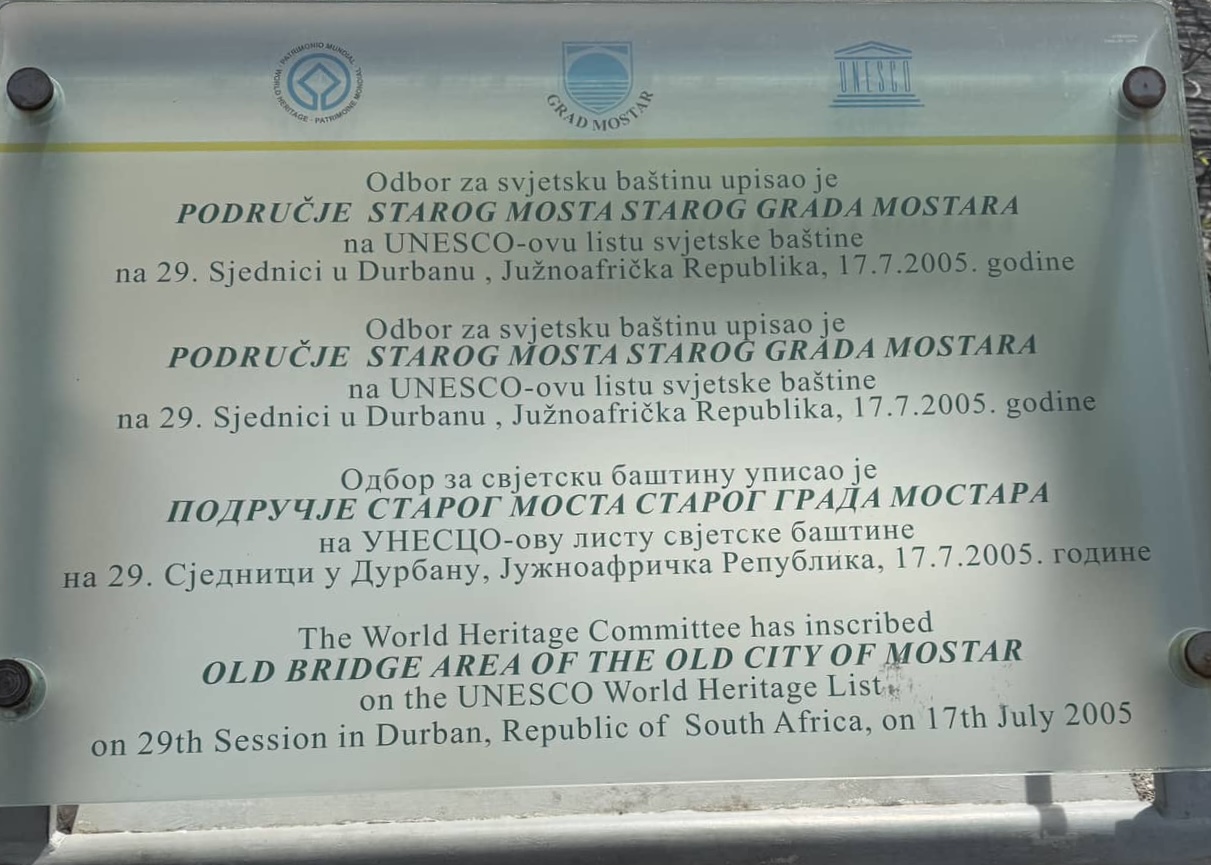 WORLD HERITAGE · PATRIMOINE MONDIAL · PATRIMONIO MUNDIAL
GRAD MOSTAR
UNESCO
Odbor za svjetsku baštinu upisao je
PODRUČJE STAROG MOSTA STAROG GRADA MOSTARA
na UNESCO-ovu listu svjetske baštine
na 29. Sjednici u Durbanu , Južnoafrička Republika, 17.7.2005. godine
Odbor za svjetsku baštinu upisao je
PODRUČJE STAROG MOSTA STAROG GRADA MOSTARA
na UNESCO-ovu listu svjetske baštine
na 29. Sjednici u Durbanu , Južnoafrička Republika, 17.7.2005. godine
Одбор за свјетски баштину уписао је
ПОДРУЧЈЕ СТАРОГ МОСТА СТАРОГ ГРАДА МОСТАРА
на УНЕСЦО-ову листу свјетске баштине
на 29. Сједници у Дурбану, Јужноафричка Република, 17.7.2005. године
The World Heritage Committee has inscribed
OLD BRIDGE AREA OF THE OLD CITY OF MOSTAR
on the UNESCO World Heritage List
on 29th Session in Durban, Republic of South Africa, on 17th July 2005